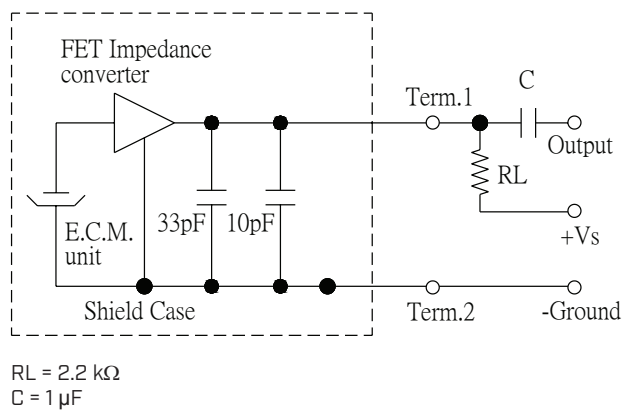 FET Impedance
converter
C
Term.1
Output
RL
33pF
10pF
E.C.M.
unit
+Vs
Shield Case
Term.2
-Ground
RL = 2.2 kΩ
C = 1 µF